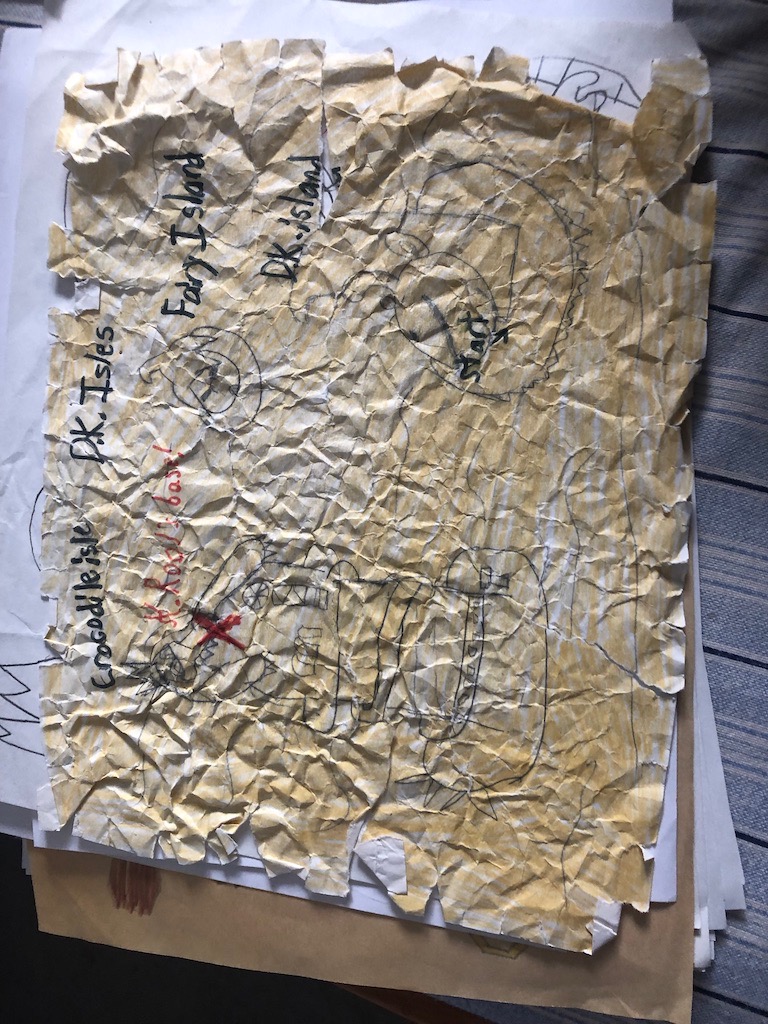 Crocodile isle D.K. Isles
K. Rool's base!
Fairy Island
D.K. island
Start